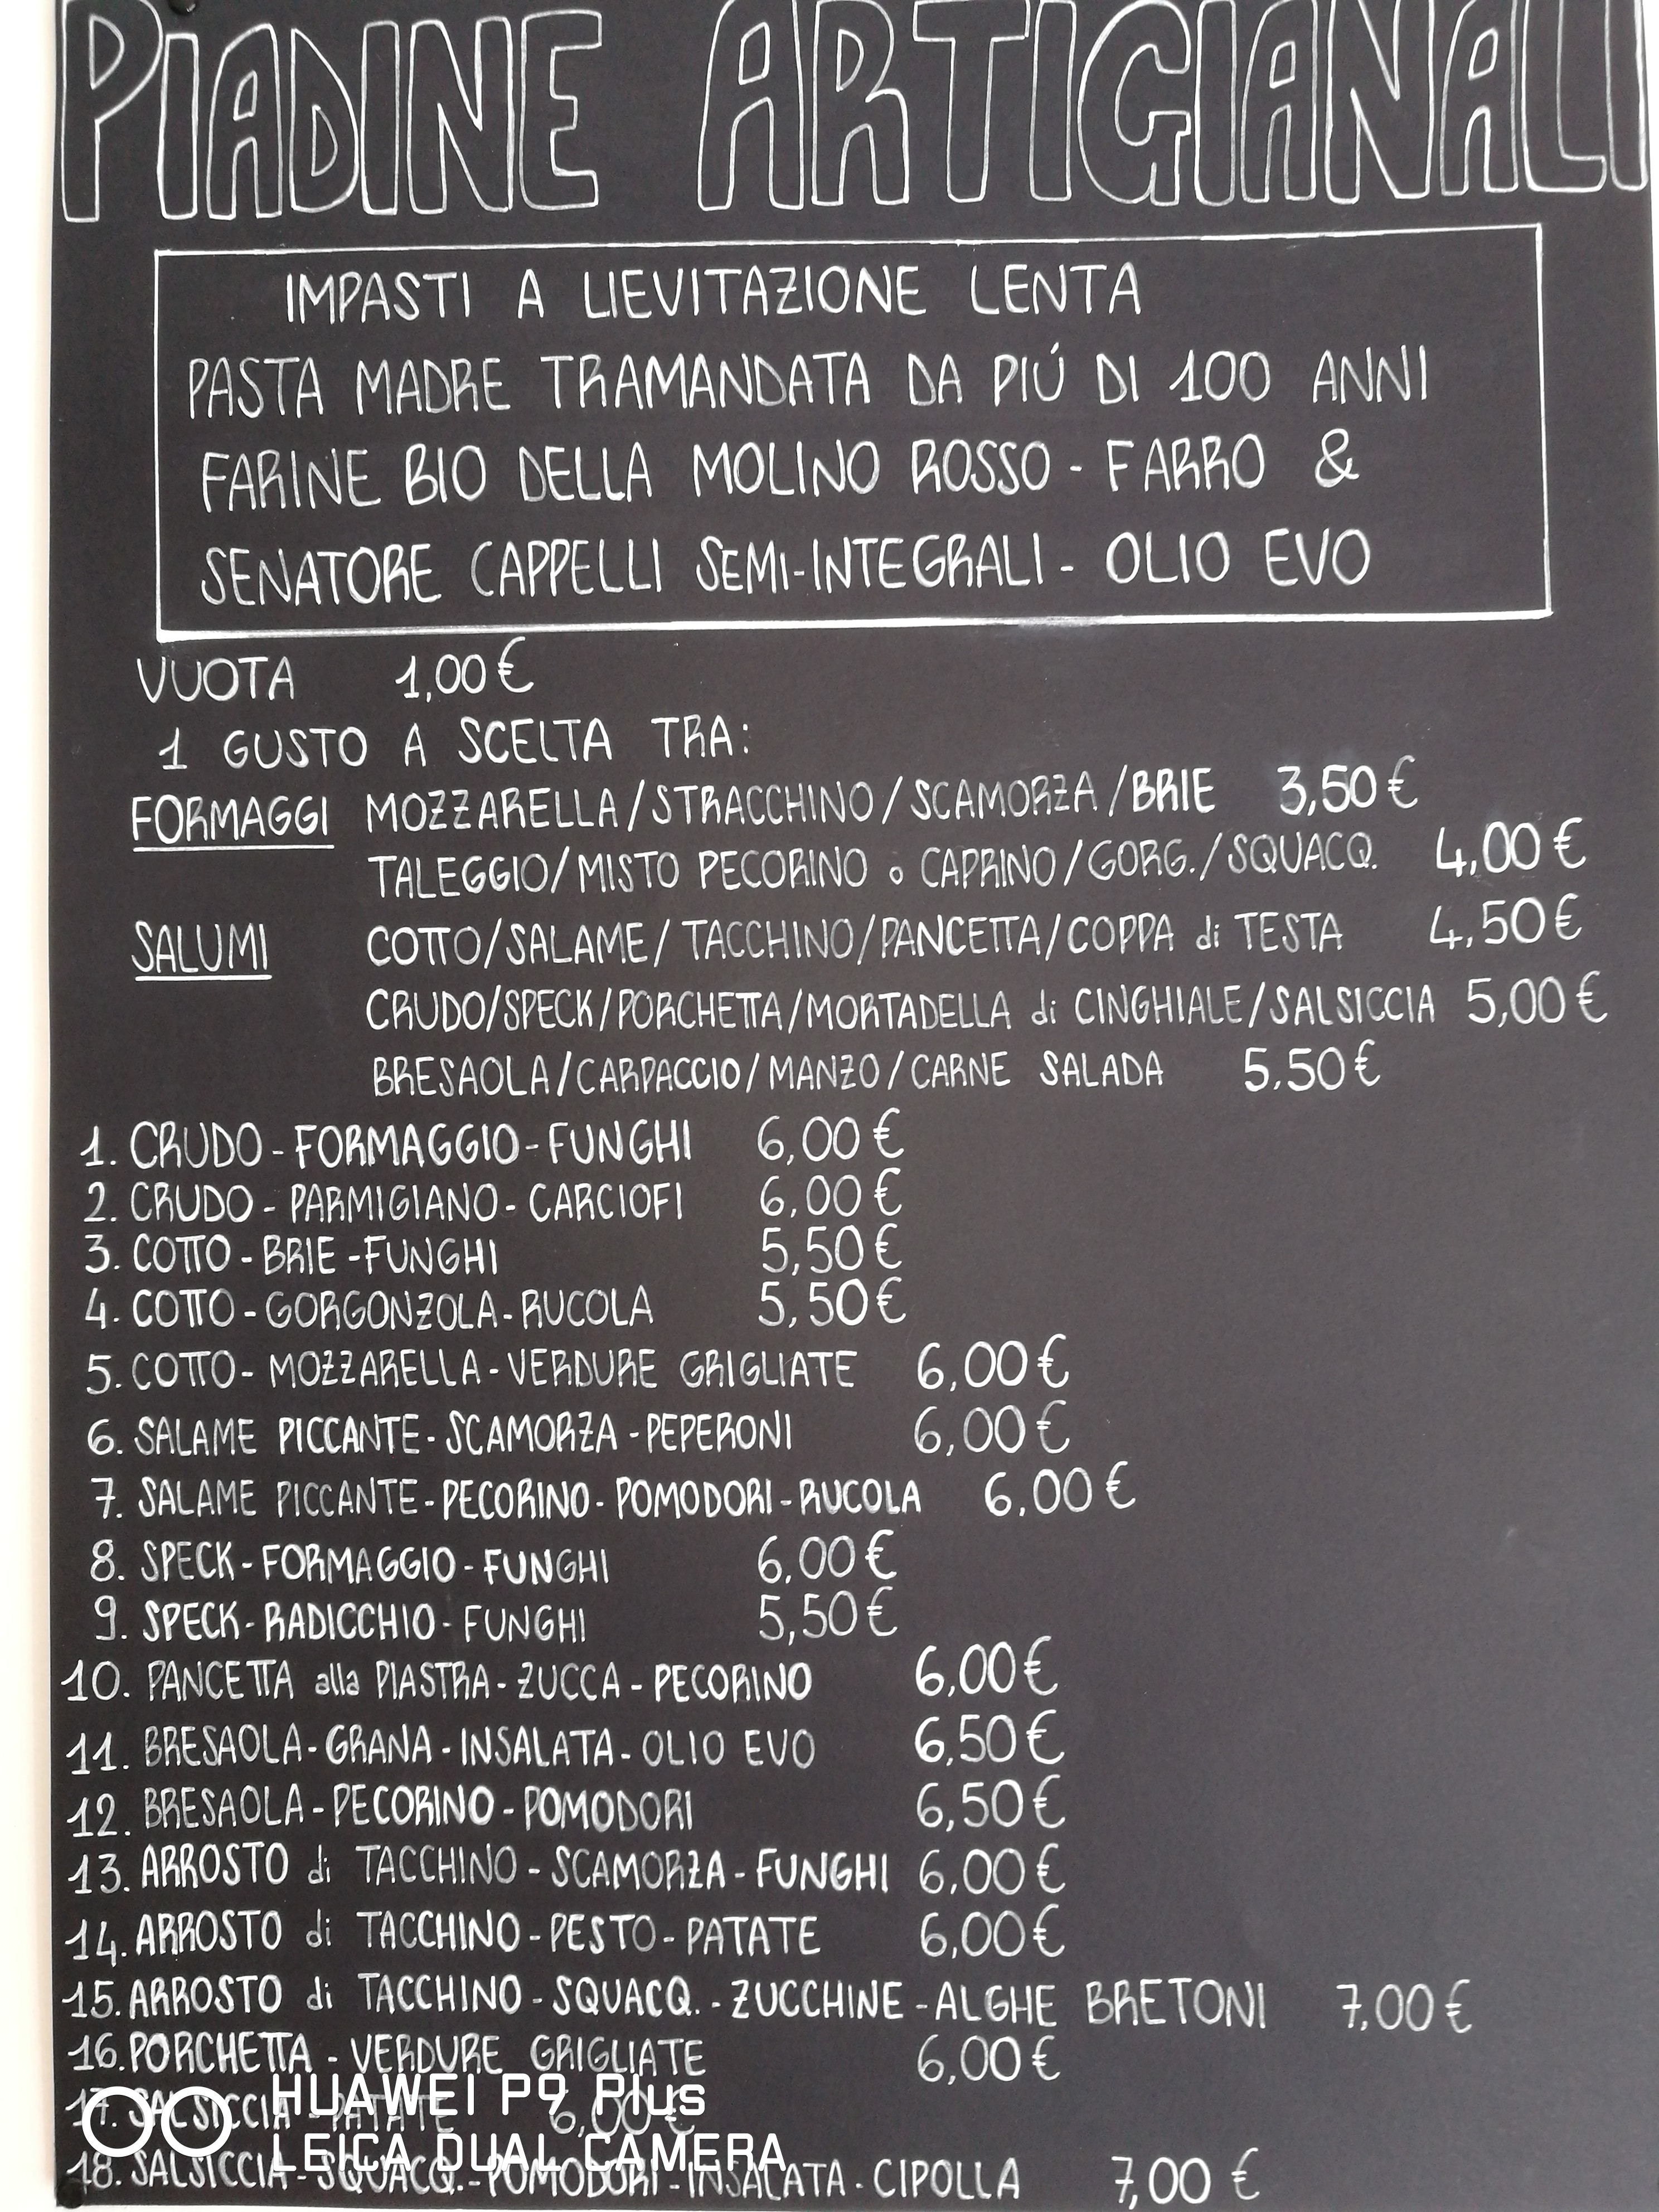 PIADINE ARTIGIANALI
IMPASTI A LIEVITAZIONE LENTA
PASTA MADRE TRAMANDATA DA PIÚ DI 100 ANNI
FARINE BIO DELLA MOLINO ROSSO - FARRO &
SENATORE CAPPELLI SEMI-INTEGRALI - OLIO EVO
VUOTA 1,00 €
1 GUSTO A SCELTA TRA:
FORMAGGI MOZZARELLA/STRACCHINO/SCAMORZA/BRIE 3,50 €
TALEGGIO/MISTO PECORINO o CAPRINO/GORG./SQUACQ. 4,00 €
SALUMI COTTO/SALAME/TACCHINO/PANCETTA/COPPA di TESTA 4,50 €
CRUDO/SPECK/PORCHETTA/MORTADELLA di CINGHIALE/SALSICCIA 5,00 €
BRESAOLA/CARPACCIO/MANZO/CARNE SALADA 5,50 €
1. CRUDO - FORMAGGIO - FUNGHI 6,00 €
2. CRUDO - PARMIGIANO - CARCIOFI 6,00 €
3. COTTO - BRIE - FUNGHI 5,50 €
4. COTTO - GORGONZOLA - RUCOLA 5,50 €
5. COTTO - MOZZARELLA - VERDURE GRIGLIATE 6,00 €
6. SALAME PICCANTE - SCAMORZA - PEPERONI 6,00 €
7. SALAME PICCANTE - PECORINO - POMODORI - RUCOLA 6,00 €
8. SPECK - FORMAGGIO - FUNGHI 6,00 €
9. SPECK - RADICCHIO - FUNGHI 5,50 €
10. PANCETTA alla PIASTRA - ZUCCA - PECORINO 6,00 €
11. BRESAOLA - GRANA - INSALATA - OLIO EVO 6,50 €
12. BRESAOLA - PECORINO - POMODORI 6,50 €
13. ARROSTO di TACCHINO - SCAMORZA - FUNGHI 6,00 €
14. ARROSTO di TACCHINO - PESTO - PATATE 6,00 €
15. ARROSTO di TACCHINO - SQUACQ. - ZUCCHINE - ALGHE BRETONI 7,00 €
16. PORCHETTA - VERDURE GRIGLIATE 6,00 €
17. SALSICCIA - PATATE 6,00 €
18. SALSICCIA - SQUACQ. - POMODORI - INSALATA - CIPOLLA 7,00 €
HUAWEI P9 Plus
LEICA DUAL CAMERA